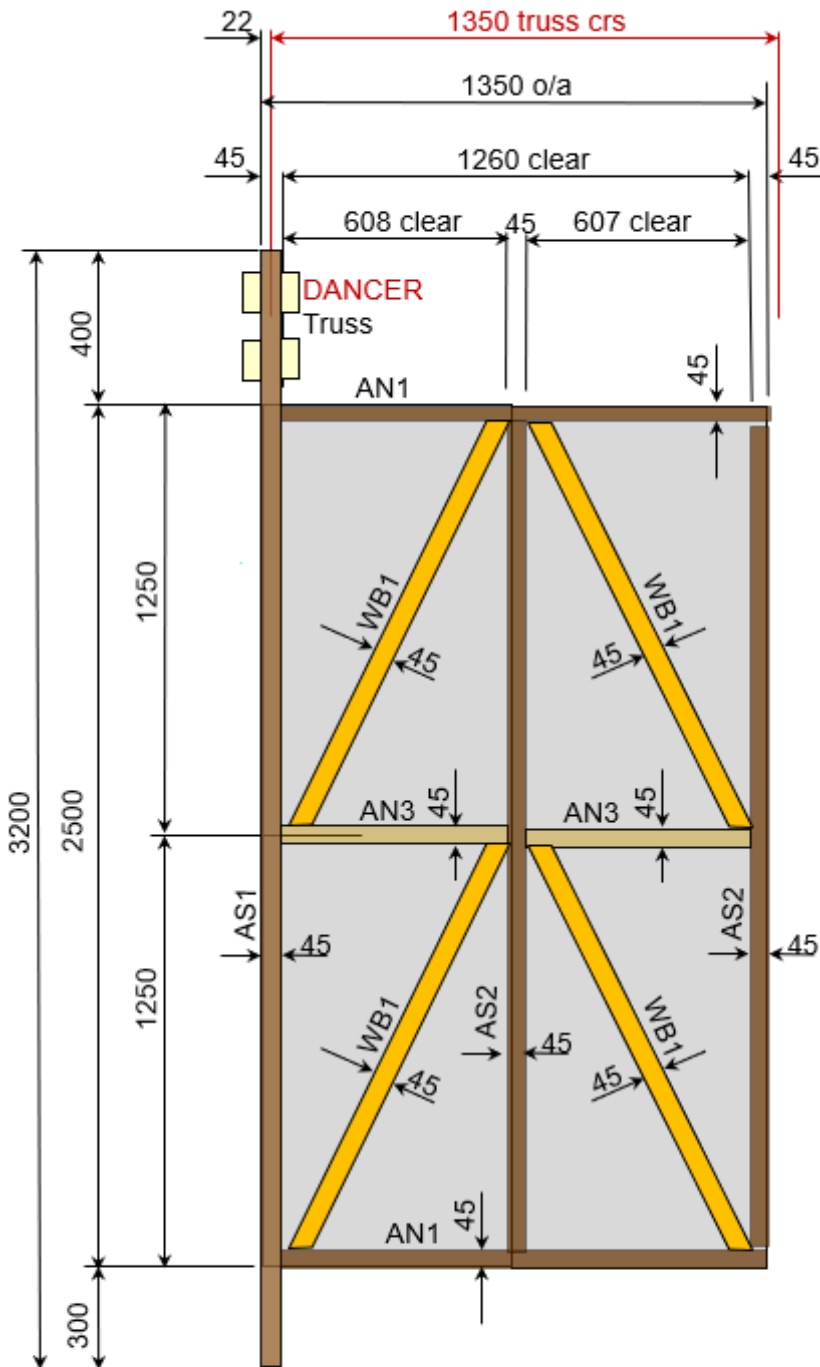 22
1350 truss crs
1350 o/a
45
1260 clear
45
608 clear
45
607 clear
DANCER
Truss
400
AN1
45
1250
WB1
45
WB1
45
3200
2500
AN3
45
AN3
45
AS1
45
1250
AS2
45
AS2
45
WB1
45
WB1
45
AN1
45
300